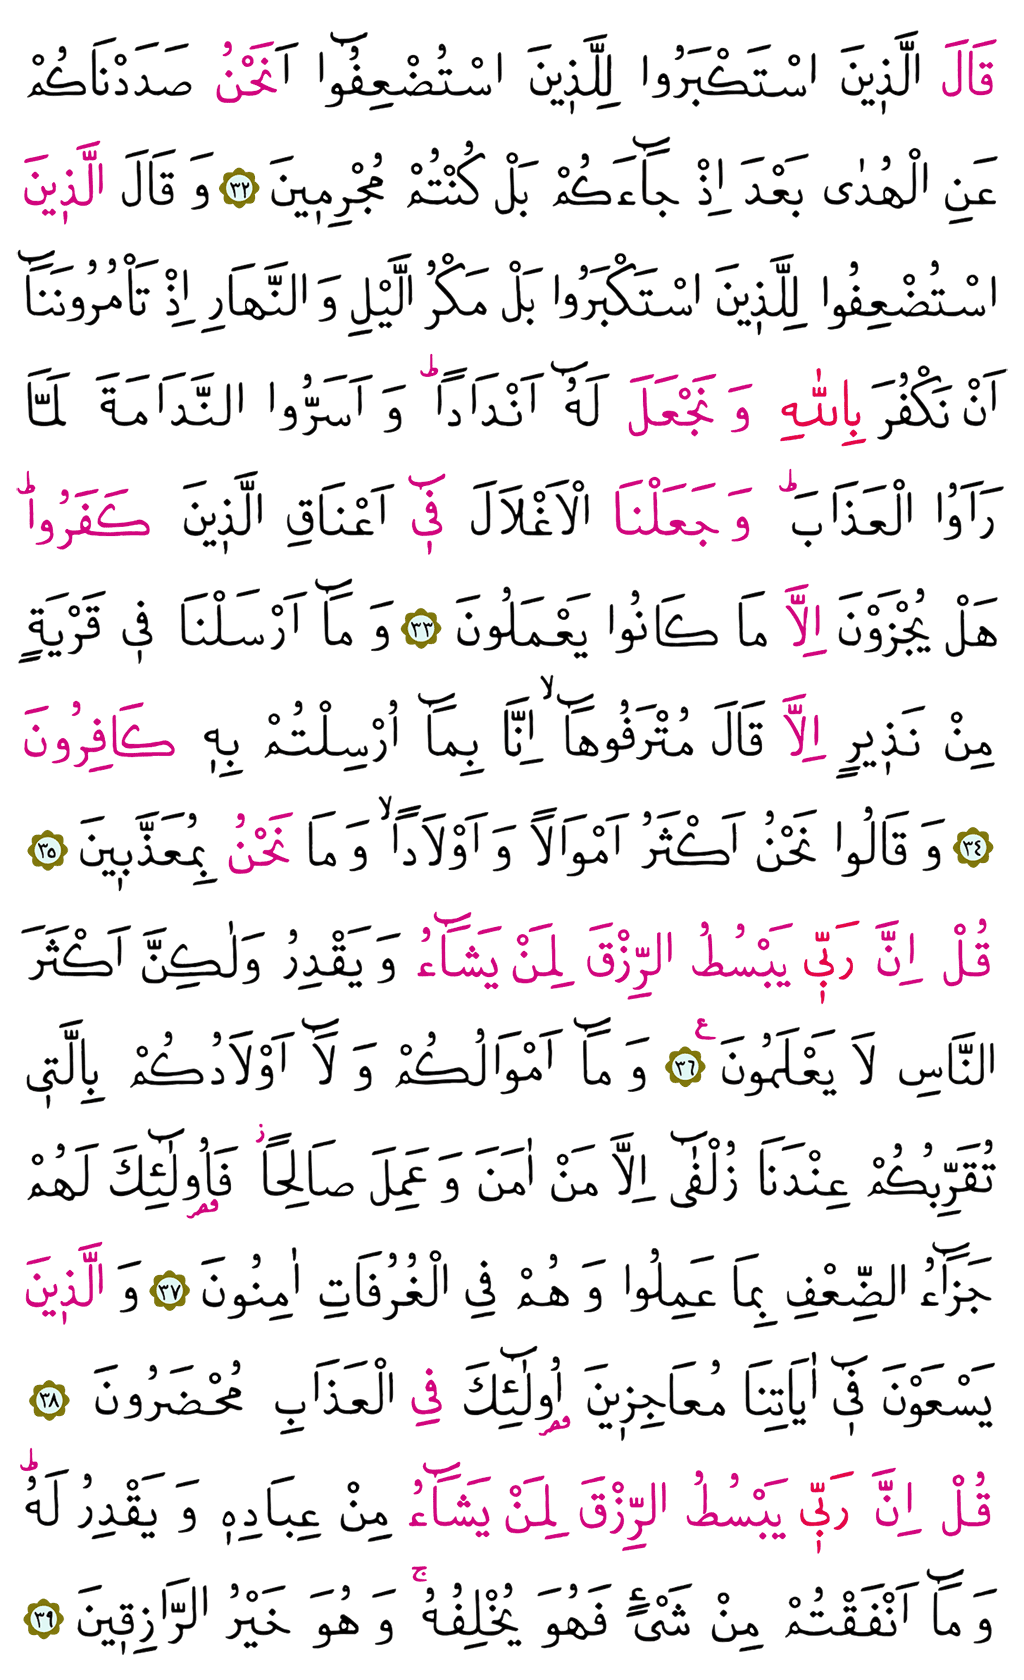 قَالَ الَّذٖينَ اسْتَكْبَرُوا لِلَّذٖينَ اسْتُضْعِفُٓوا اَنَحْنُ صَدَدْنَاكُمْ
عَنِ الْهُدٰى بَعْدَ اِذْ جَٓاءَكُمْ بَلْ كُنْتُمْ مُجْرِمٖينَ ٣٢ وَ قَالَ الَّذٖينَ
اسْتُضْعِفُوا لِلَّذٖينَ اسْتَكْبَرُوا بَلْ مَكْرُ الَّيْلِ وَ النَّهَارِ اِذْ تَاْمُرُونَنَٓا
اَنْ نَكْفُرَ بِاللّٰهِ وَ نَجْعَلَ لَهُٓ اَنْدَادًاؕ وَ اَسَرُّوا النَّدَامَةَ لَمَّا
رَاَوُا الْعَذَابَؕ وَ جَعَلْنَا الْاَغْلَالَ فٖٓى اَعْنَاقِ الَّذٖينَ كَفَرُواؕ
هَلْ يُجْزَوْنَ اِلَّا مَا كَانُوا يَعْمَلُونَ ٣٣ وَ مَٓا اَرْسَلْنَا فٖى قَرْيَةٍ
مِنْ نَذٖيرٍ اِلَّا قَالَ مُتْرَفُوهَٓاۙ اِنَّا بِمَٓا اُرْسِلْتُمْ بِهٖ كَافِرُونَ
٣٤ وَ قَالُوا نَحْنُ اَكْثَرُ اَمْوَالًا وَ اَوْلَادًاۙ وَ مَا نَحْنُ بِمُعَذَّبٖينَ ٣٥
قُلْ اِنَّ رَبّٖى يَبْسُطُ الرِّزْقَ لِمَنْ يَشَٓاءُ وَ يَقْدِرُ وَلٰكِنَّ اَكْثَرَ
النَّاسِ لَا يَعْلَمُونَ ٣٦ ع وَ مَٓا اَمْوَالُكُمْ وَ لَٓا اَوْلَادُكُمْ بِالَّتٖى
تُقَرِّبُكُمْ عِنْدَنَا زُلْفٰٓى اِلَّا مَنْ اٰمَنَ وَ عَمِلَ صَالِحًاؗ فَاُولٰٓئِكَ قصر لَهُمْ
جَزَٓاءُ الضِّعْفِ بِمَا عَمِلُوا وَ هُمْ فِى الْغُرُفَاتِ اٰمِنُونَ ٣٧ وَ الَّذٖينَ
يَسْعَوْنَ فٖٓى اٰيَاتِنَا مُعَاجِزٖينَ اُولٰٓئِكَ قصر فِى الْعَذَابِ مُحْضَرُونَ ٣٨
قُلْ اِنَّ رَبّٖى يَبْسُطُ الرِّزْقَ لِمَنْ يَشَٓاءُ مِنْ عِبَادِهٖ وَ يَقْدِرُ لَهُؕ
وَ مَٓا اَنْفَقْتُمْ مِنْ شَىْءٍ فَهُوَ يُخْلِفُهُۚ وَ هُوَ خَيْرُ الرَّازِقٖينَ ٣٩